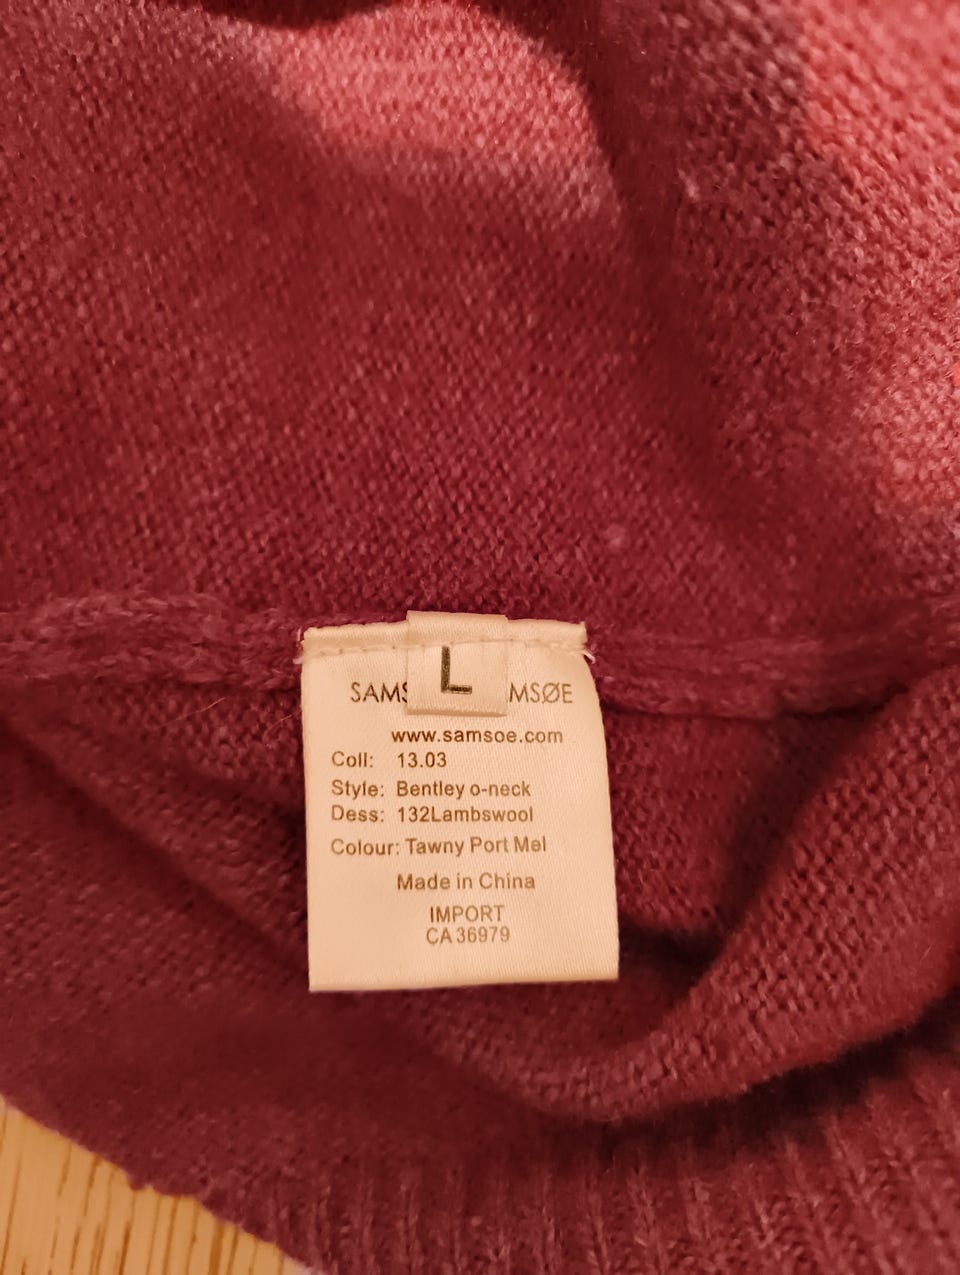 L
SAMS MSØE
www.samsoe.com
Coll: 13.03
Style: Bentley o-neck
Dess: 132Lambswool
Colour: Tawny Port Mel
Made in China
IMPORT
CA 36979